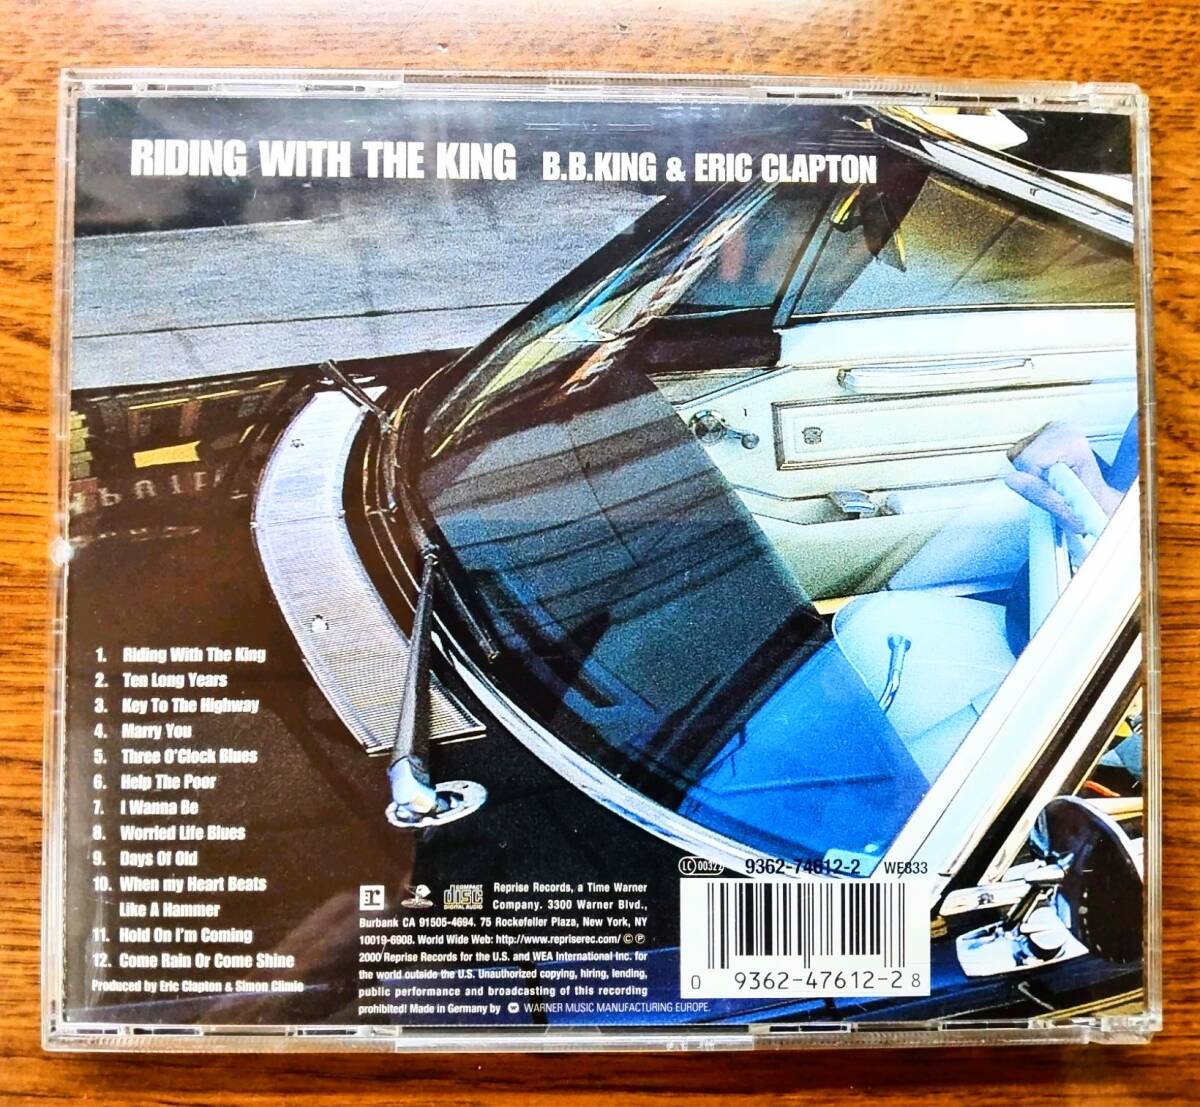 RIDING WITH THE KING B.B.KING & ERIC CLAPTON
1. Riding With The King
2. Ten Long Years
3. Key To The Highway
4. Marry You
5. Three O'Clock Blues
6. Help The Poor
7. I Wanna Be
8. Worried Life Blues
9. Days Of Old
10. When my Heart Beats
Like A Hammer
11. Hold On I'm Coming
12. Come Rain Or Come Shine
Produced by Eric Clapton & Simon Climie
COMPACT
disc
DIGITAL AUDIO
Reprise Records, a Time Warner
Company. 3300 Warner Blvd.,
Burbank CA 91505-4694. 75 Rockefeller Plaza, New York, NY
10019-6908. World Wide Web: http://www.repriserec.com/ © ℗
2000 Reprise Records for the U.S. and WEA International Inc. for
the world outside the U.S. Unauthorized copying, hiring, lending,
public performance and broadcasting of this recording
prohibited! Made in Germany by WARNER MUSIC MANUFACTURING EUROPE.
LC 00322 9362-74612-2 WE833
0 9362-47612-2 8